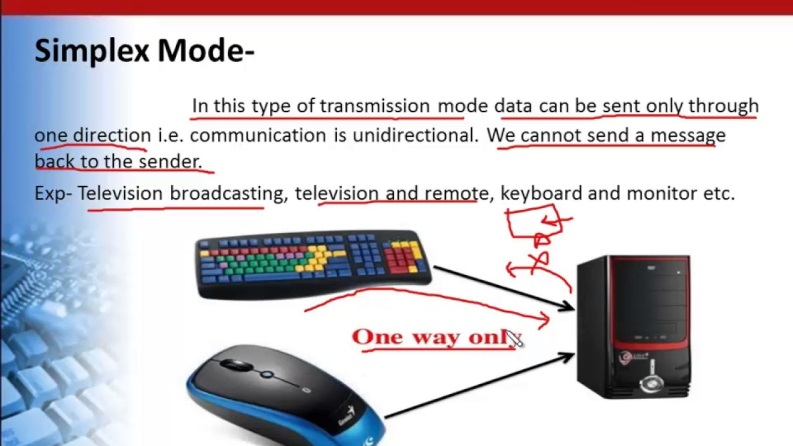 Simplex Mode-
In this type of transmission mode data can be sent only through
one direction i.e. communication is unidirectional. We cannot send a message
back to the sender.
Exp- Television broadcasting, television and remote, keyboard and monitor etc.
One way only
Genius